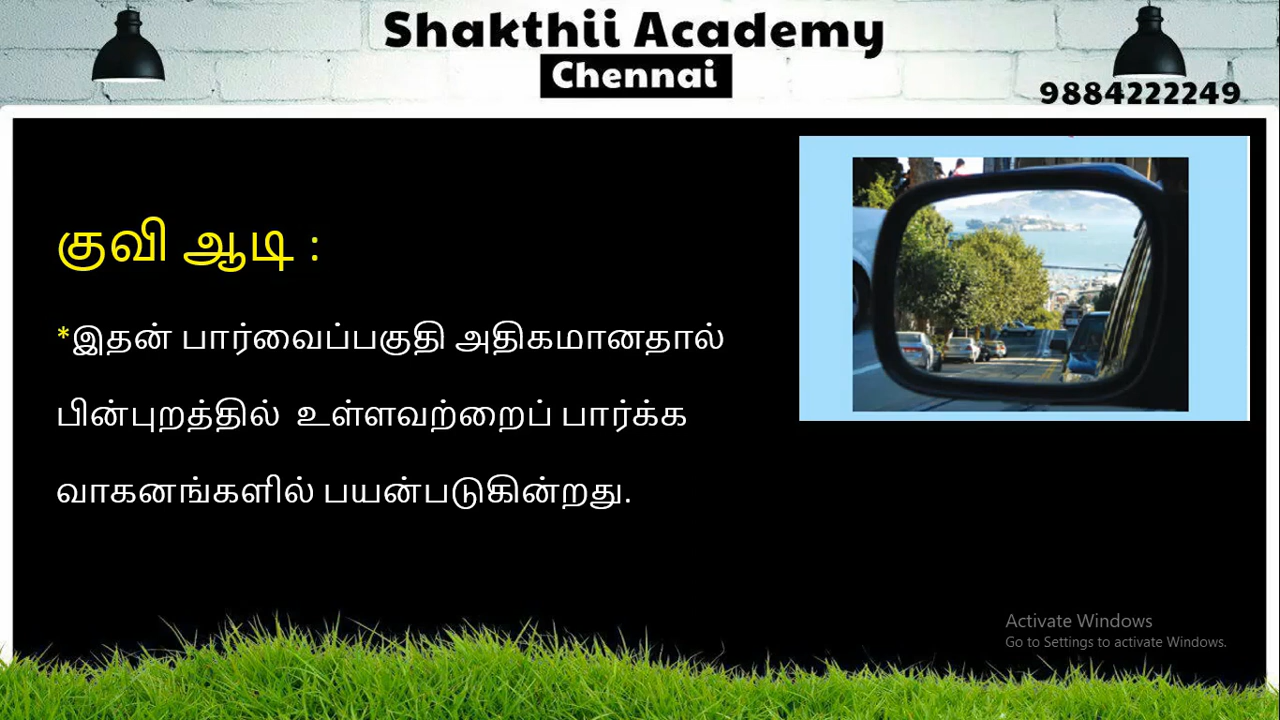 Shakthii Academy
Chennai
9884222249
குவி ஆடி :
*இதன் பார்வைப்பகுதி அதிகமானதால்
பின்புறத்தில் உள்ளவற்றைப் பார்க்க
வாகனங்களில் பயன்படுகின்றது.
Activate Windows
Go to Settings to activate Windows.